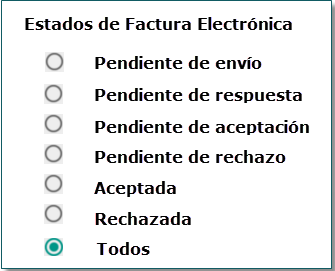 Estados de Factura Electrónica
Pendiente de envío
Pendiente de respuesta
Pendiente de aceptación
Pendiente de rechazo
Aceptada
Rechazada
Todos